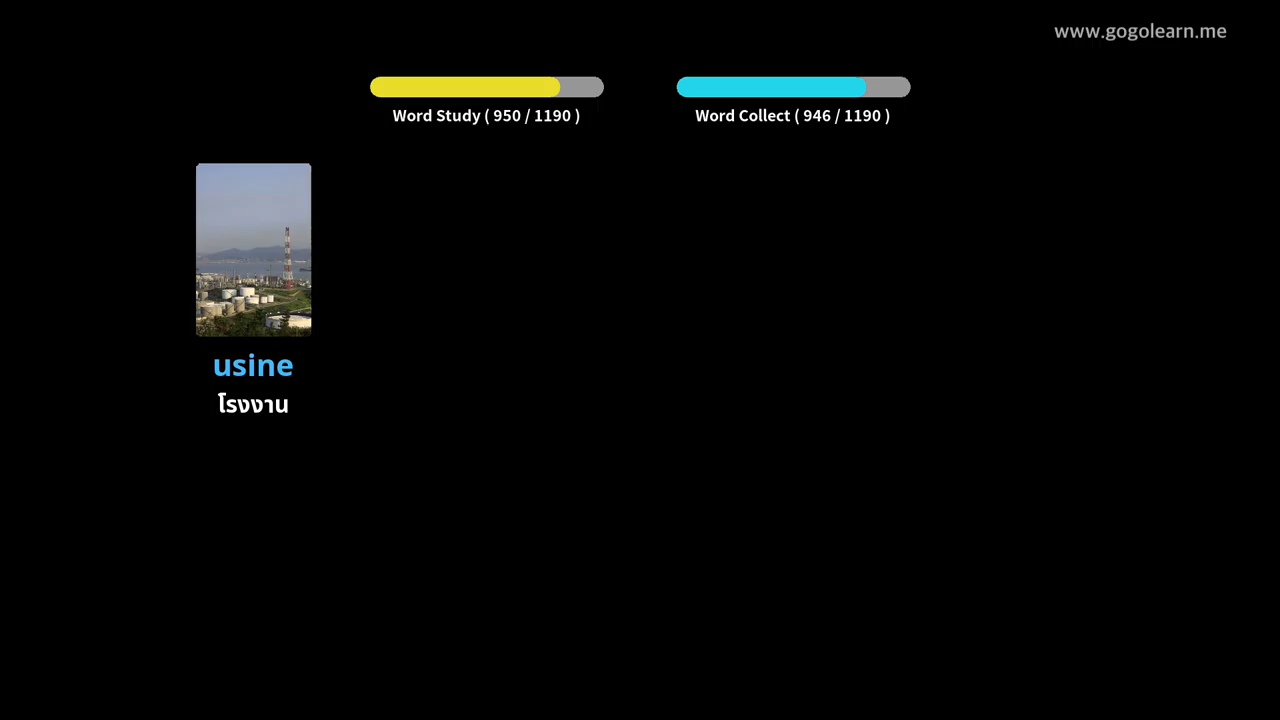 www.gogolearn.me
Word Study ( 950 / 1190 )
Word Collect ( 946 / 1190 )
usine
โรงงาน